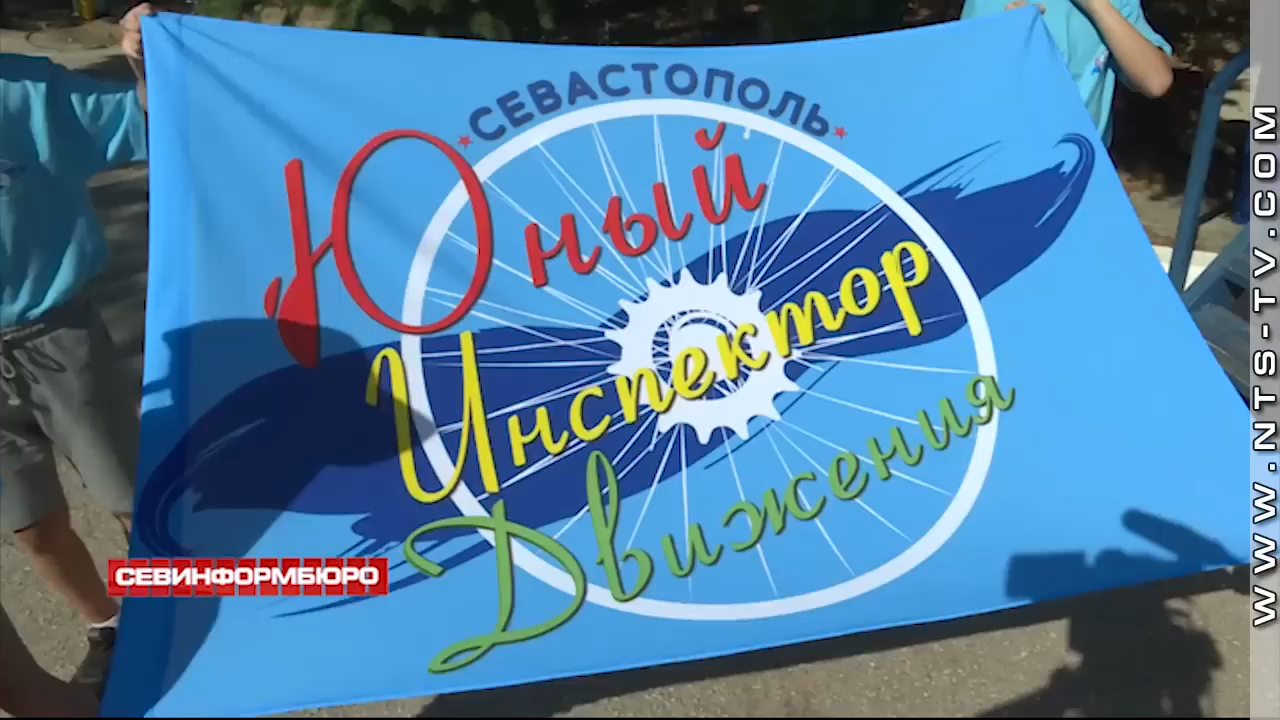 СЕВАСТОПОЛЬ
Юный
Инспектор
Движения
СЕВИНФОРМБЮРО
WWW.NTS-TV.COM